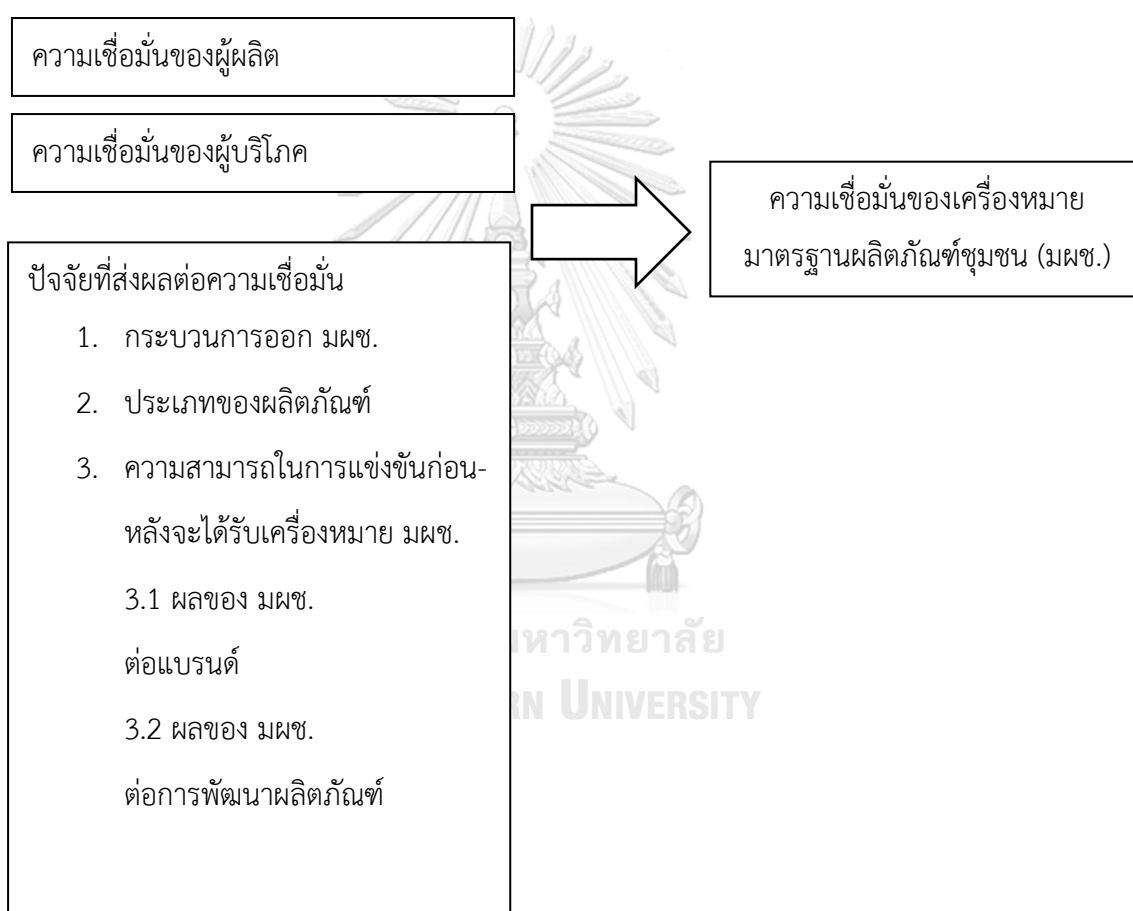 ความเชื่อมั่นของผู้ผลิต
ความเชื่อมั่นของผู้บริโภค
ปัจจัยที่ส่งผลต่อความเชื่อมั่น
1. กระบวนการออก มผช.
2. ประเภทของผลิตภัณฑ์
3. ความสามารถในการแข่งขันก่อน-
หลังจะได้รับเครื่องหมาย มผช.
3.1 ผลของ มผช.
ต่อแบรนด์
3.2 ผลของ มผช.
ต่อการพัฒนาผลิตภัณฑ์
ความเชื่อมั่นของเครื่องหมาย
มาตรฐานผลิตภัณฑ์ชุมชน (มผช.)
มหาวิทยาลัย
UNIVERSITY